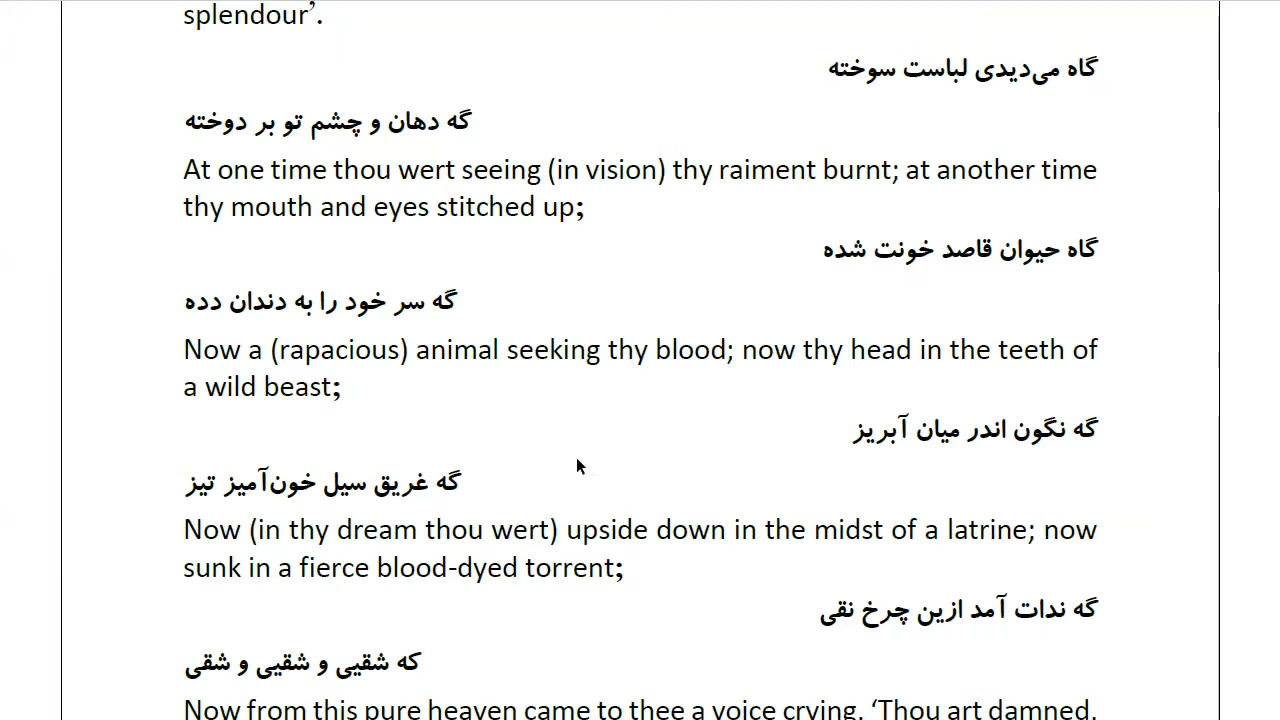 splendour’.
گاه می‌دیدی لباست سوخته
گه دهان و چشم تو بر دوخته
At one time thou wert seeing (in vision) thy raiment burnt; at another time
thy mouth and eyes stitched up;
گاه حیوان قاصد خونت شده
گه سر خود را به دندان دده
Now a (rapacious) animal seeking thy blood; now thy head in the teeth of
a wild beast;
گه نگون اندر میان آبریز
گه غریق سیل خون‌آمیز تیز
Now (in thy dream thou wert) upside down in the midst of a latrine; now
sunk in a fierce blood-dyed torrent;
گه ندات آمد ازین چرخ نقی
که شقیی و شقیی و شقی
Now from this pure heaven came to thee a voice crying, ‘Thou art damned,